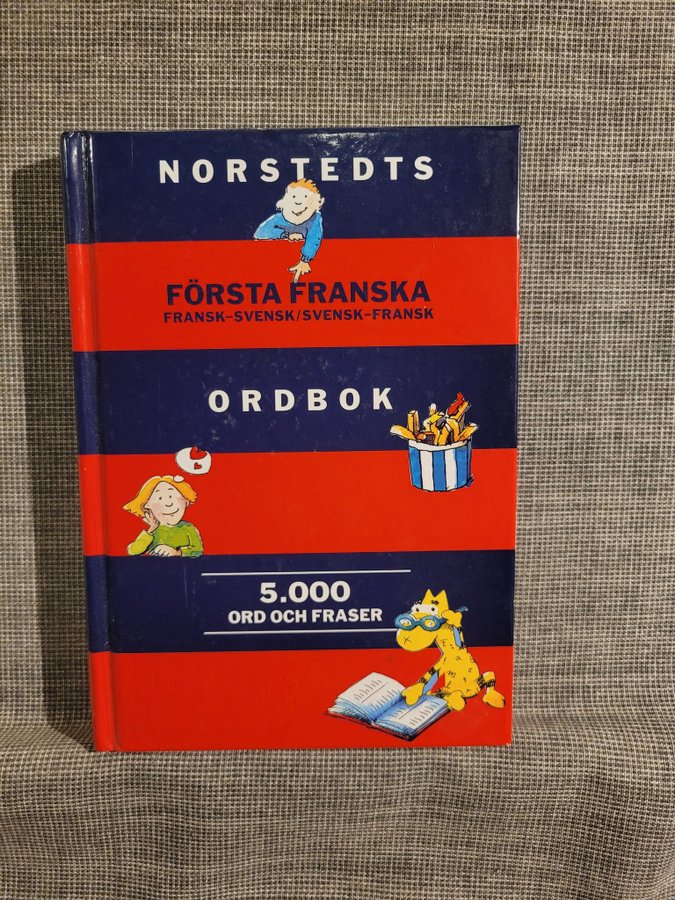 NORSTEDTS
FÖRSTA FRANSKA
FRANSK–SVENSK/SVENSK–FRANSK
ORDBOK
5.000
ORD OCH FRASER